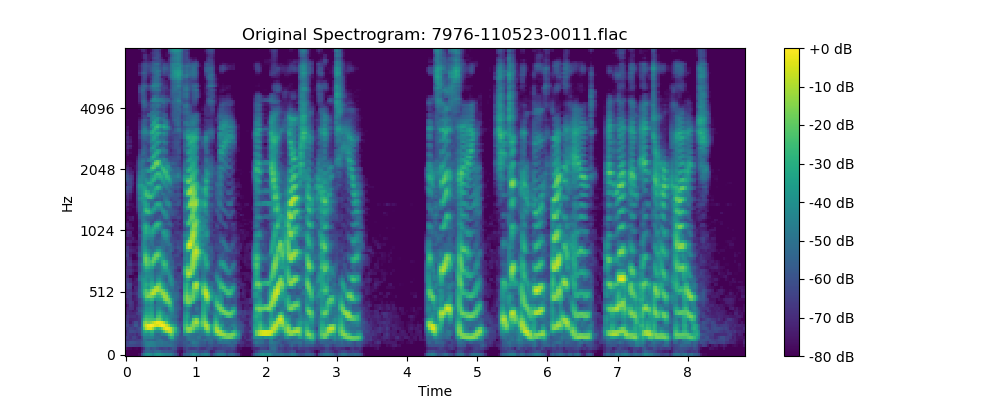 Original Spectrogram: 7976-110523-0011.flac
Hz
4096
2048
1024
512
0
0 1 2 3 4 5 6 7 8
Time
+0 dB
-10 dB
-20 dB
-30 dB
-40 dB
-50 dB
-60 dB
-70 dB
-80 dB